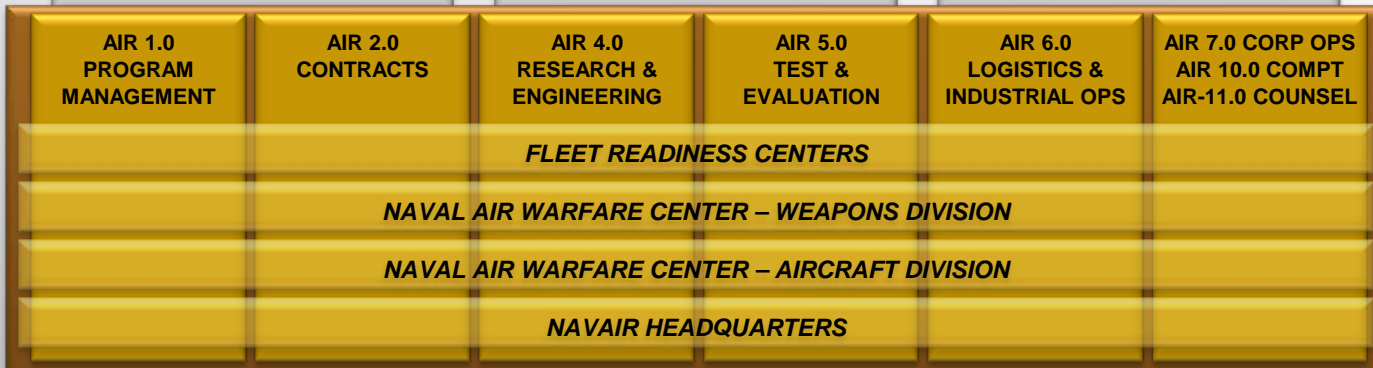 AIR 1.0
PROGRAM
MANAGEMENT
AIR 2.0
CONTRACTS
AIR 4.0
RESEARCH &
ENGINEERING
AIR 5.0
TEST &
EVALUATION
AIR 6.0
LOGISTICS &
INDUSTRIAL OPS
AIR 7.0 CORP OPS
AIR 10.0 COMPT
AIR-11.0 COUNSEL
FLEET READINESS CENTERS
NAVAL AIR WARFARE CENTER – WEAPONS DIVISION
NAVAL AIR WARFARE CENTER – AIRCRAFT DIVISION
NAVAIR HEADQUARTERS